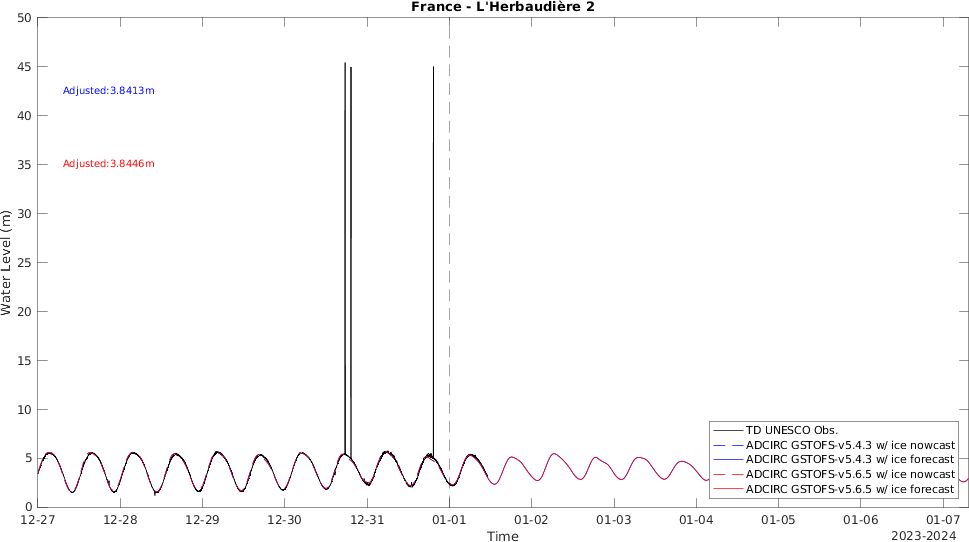 France - L'Herbaudière 2
50
45
40
35
30
25
20
15
10
5
0
Water Level (m)
Adjusted:3.8413m
Adjusted:3.8446m
TD UNESCO Obs.
ADCIRC GSTOFS-v5.4.3 w/ ice nowcast
ADCIRC GSTOFS-v5.4.3 w/ ice forecast
ADCIRC GSTOFS-v5.6.5 w/ ice nowcast
ADCIRC GSTOFS-v5.6.5 w/ ice forecast
12-27 12-28 12-29 12-30 12-31 01-01 01-02 01-03 01-04 01-05 01-06 01-07
Time
2023-2024